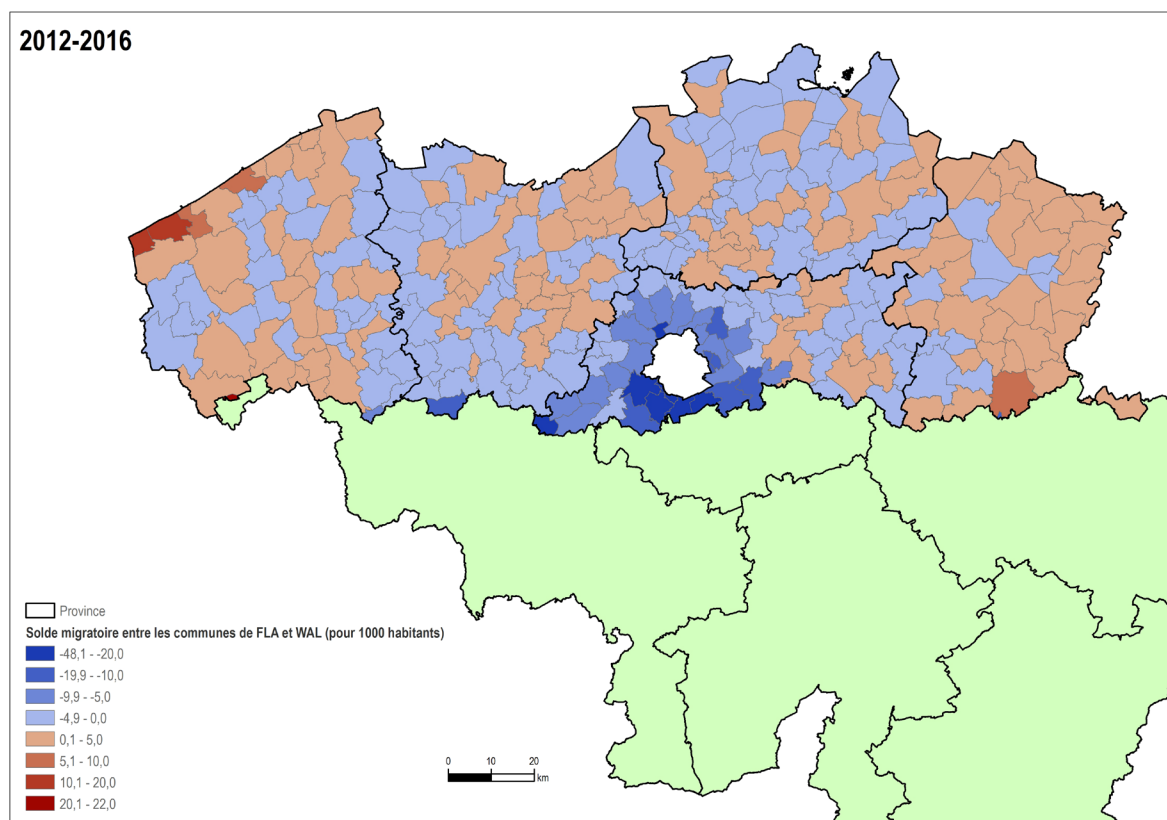 2012-2016
Province
Solde migratoire entre les communes de FLA et WAL (pour 1000 habitants)
-48,1 - -20,0
-19,9 - -10,0
-9,9 - -5,0
-4,9 - 0,0
0,1 - 5,0
5,1 - 10,0
10,1 - 20,0
20,1 - 22,0
0 10 20
km